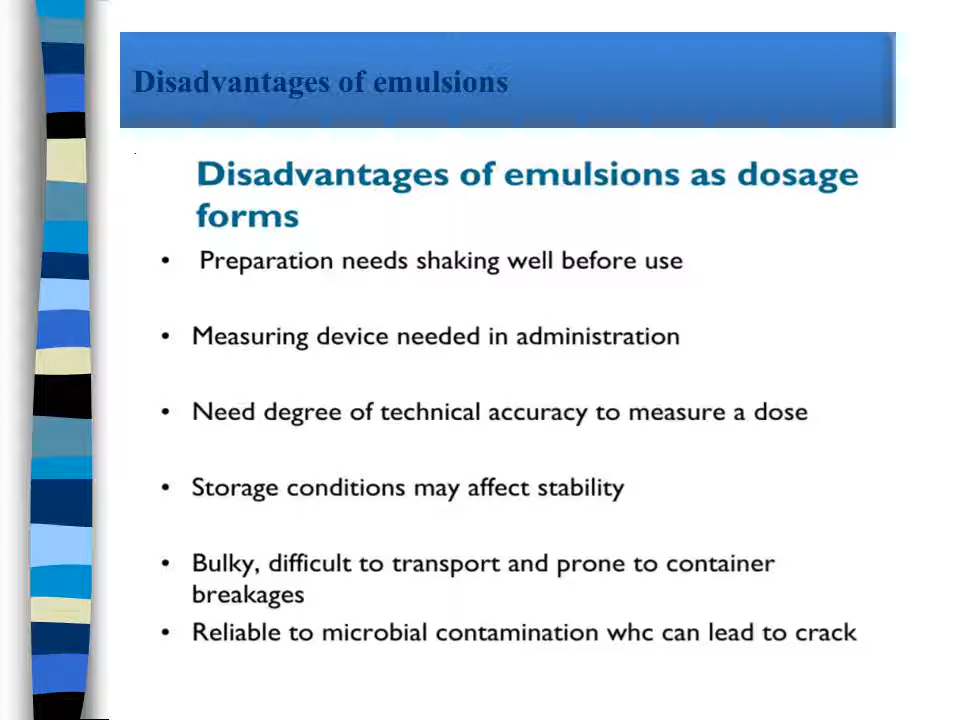 Disadvantages of emulsions
.
Disadvantages of emulsions as dosage
forms
• Preparation needs shaking well before use
• Measuring device needed in administration
• Need degree of technical accuracy to measure a dose
• Storage conditions may affect stability
• Bulky, difficult to transport and prone to container
breakages
• Reliable to microbial contamination whc can lead to crack